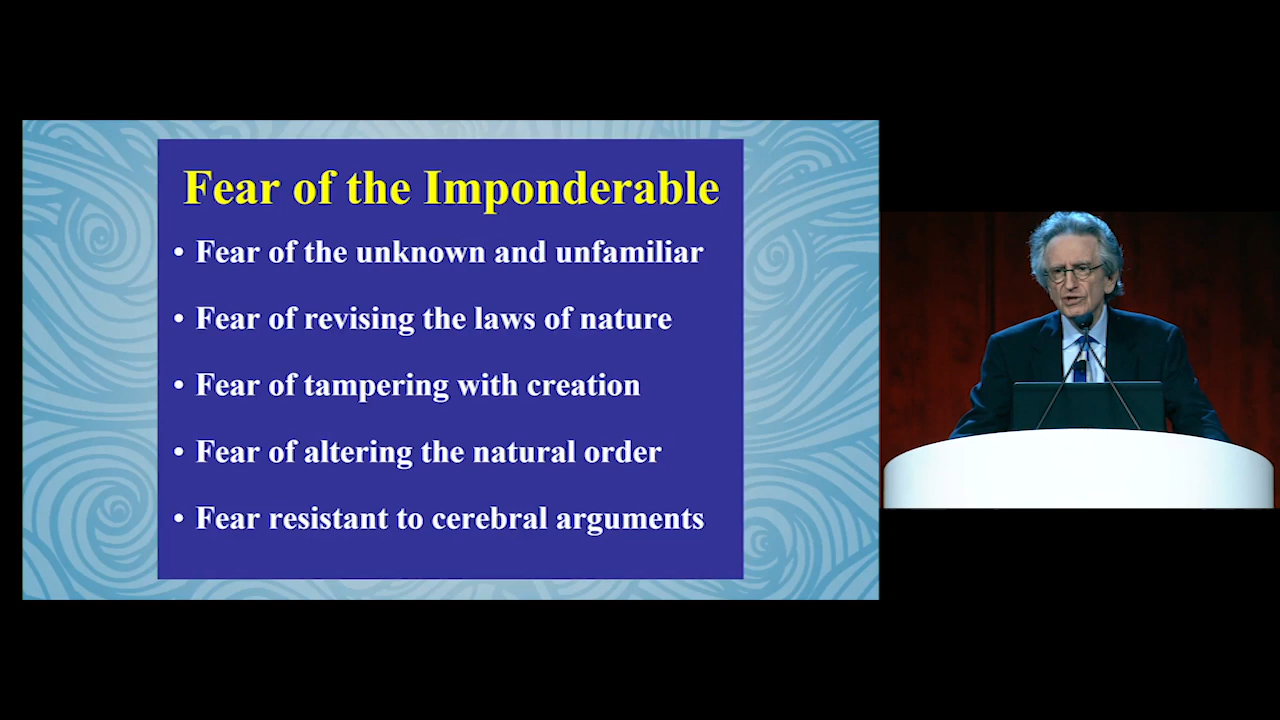 Fear of the Imponderable
• Fear of the unknown and unfamiliar
• Fear of revising the laws of nature
• Fear of tampering with creation
• Fear of altering the natural order
• Fear resistant to cerebral arguments